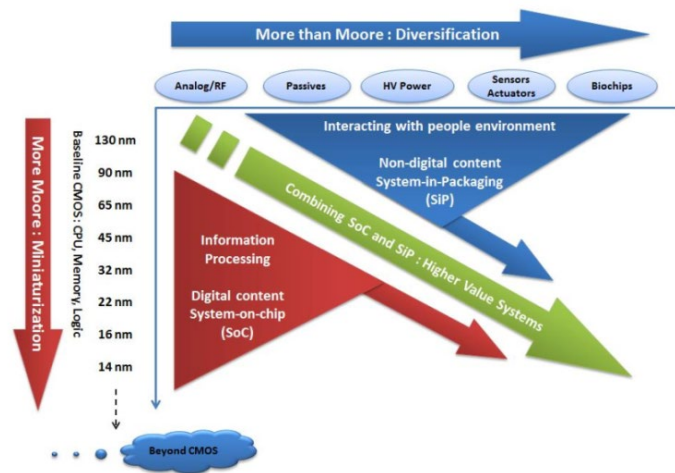 More than Moore : Diversification
Analog/RF
Passives
HV Power
Sensors
Actuators
Biochips
More Moore : Miniaturization
Baseline CMOS : CPU, Memory, Logic
130 nm
90 nm
65 nm
45 nm
32 nm
22 nm
16 nm
14 nm
Interacting with people environment
Non-digital content
System-in-Packaging
(SiP)
Combining SoC and SiP : Higher Value Systems
Information
Processing
Digital content
System-on-chip
(SoC)
Beyond CMOS